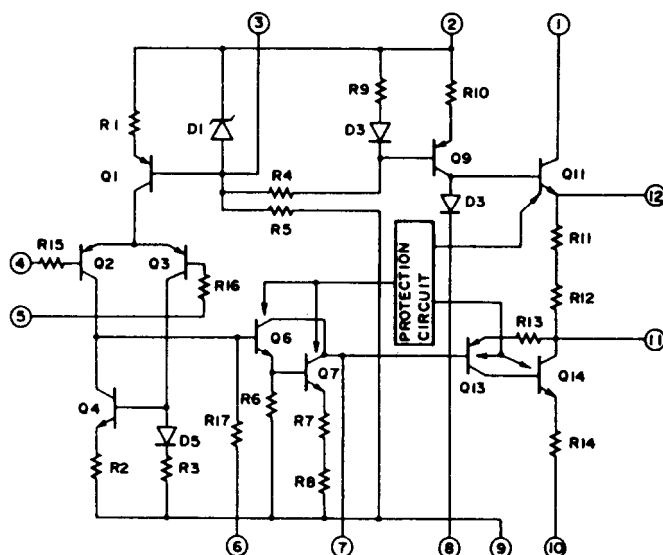 3 2 1
R9
R10
R1 D1 D3
Q1 Q9 Q11
R4 D3
12
R5
R11
R15
4 Q2 Q3
R16
PROTECTION
CIRCUIT
R12
5
R13
11
Q6
Q7 Q13 Q14
Q4 R17 R6 R7
D5
R14
R2 R3
R8
6 7 8 9 10